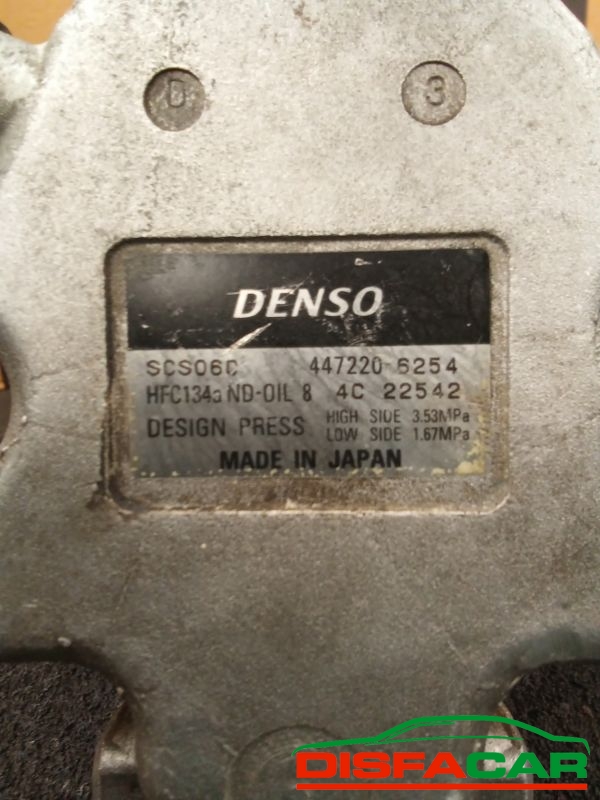 D 3
DENSO
SCS06C 447220-6254
HFC134a ND-OIL 8 4C 22542
DESIGN PRESS HIGH SIDE 3.53MPa
LOW SIDE 1.67MPa
MADE IN JAPAN
DISFACAR